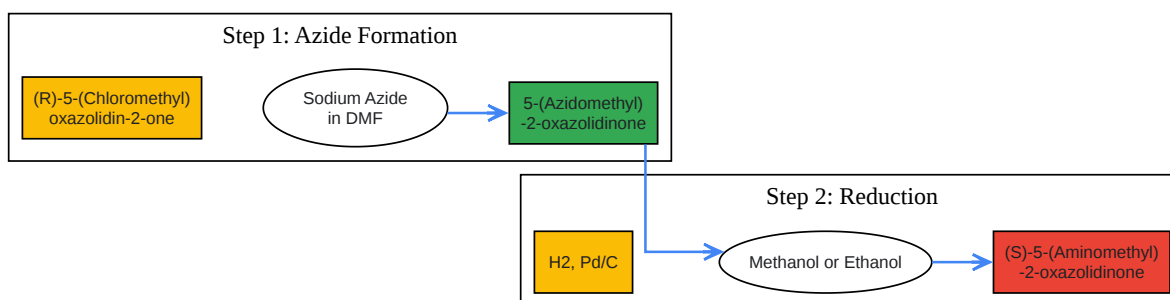 Step 1: Azide Formation
(R)-5-(Chloromethyl)
oxazolidin-2-one
Sodium Azide
in DMF
5-(Azidomethyl)
-2-oxazolidinone
Step 2: Reduction
H2, Pd/C
Methanol or Ethanol
(S)-5-(Aminomethyl)
-2-oxazolidinone